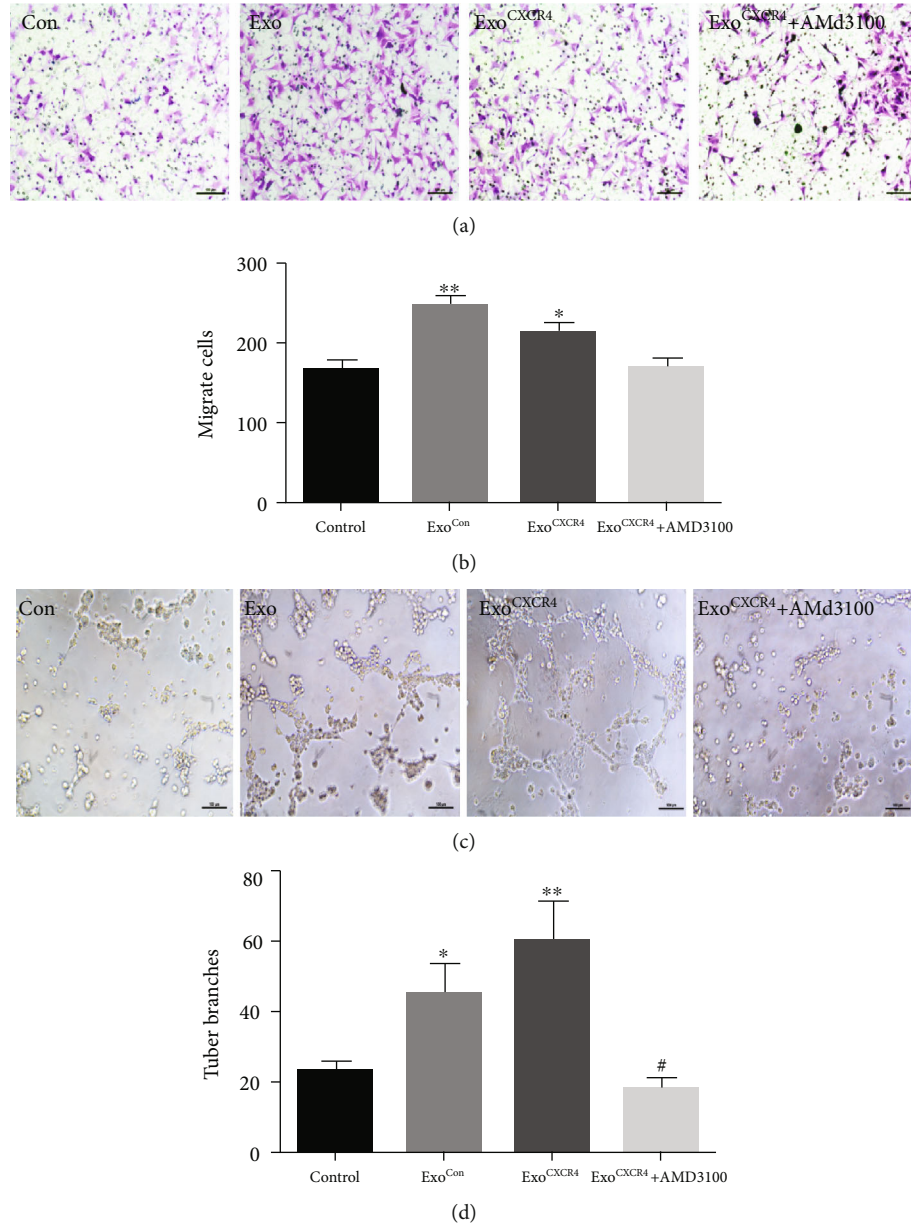 Con Exo Exo^CXCR4 Exo^CXCR4+AMd3100
(a)
300
200
100
0
Migrate cells
**
*
Control Exo^Con Exo^CXCR4 Exo^CXCR4+AMD3100
(b)
Con Exo Exo^CXCR4 Exo^CXCR4+AMd3100
(c)
80
60
40
20
0
Tuber branches
*
**
#
Control Exo^Con Exo^CXCR4 Exo^CXCR4+AMD3100
(d)